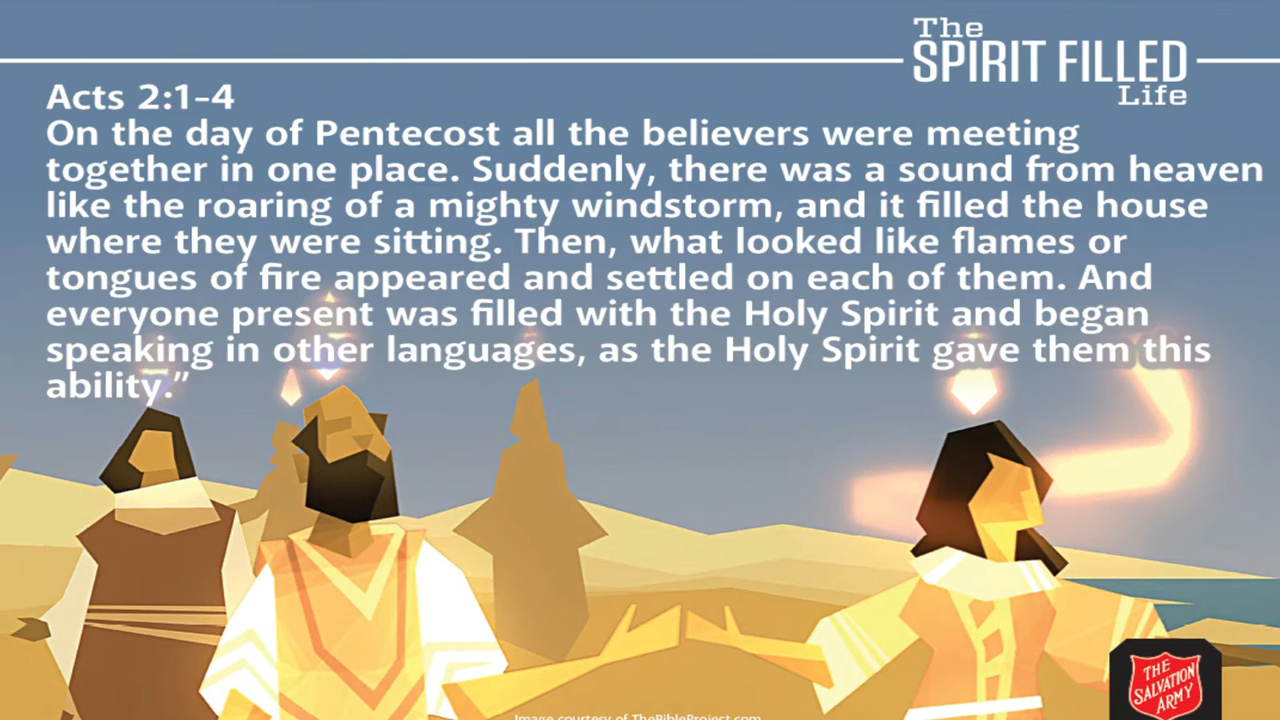 The
SPIRIT FILLED
Life
Acts 2:1-4
On the day of Pentecost all the believers were meeting
together in one place. Suddenly, there was a sound from heaven
like the roaring of a mighty windstorm, and it filled the house
where they were sitting. Then, what looked like flames or
tongues of fire appeared and settled on each of them. And
everyone present was filled with the Holy Spirit and began
speaking in other languages, as the Holy Spirit gave them this
ability.”
THE
SALVATION
ARMY
Image courtesy of TheBibleProject.com